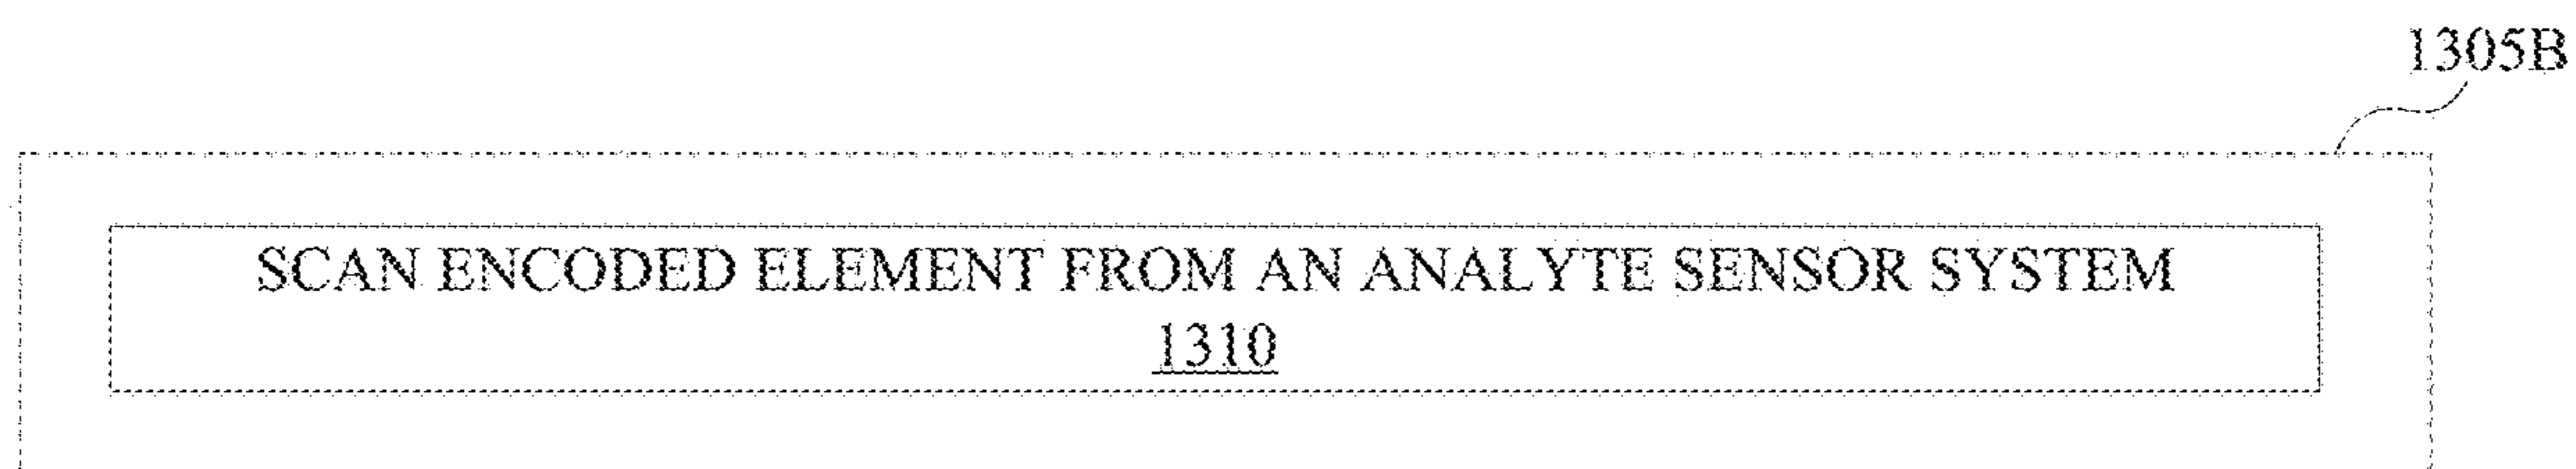 1305B
SCAN ENCODED ELEMENT FROM AN ANALYTE SENSOR SYSTEM
1310